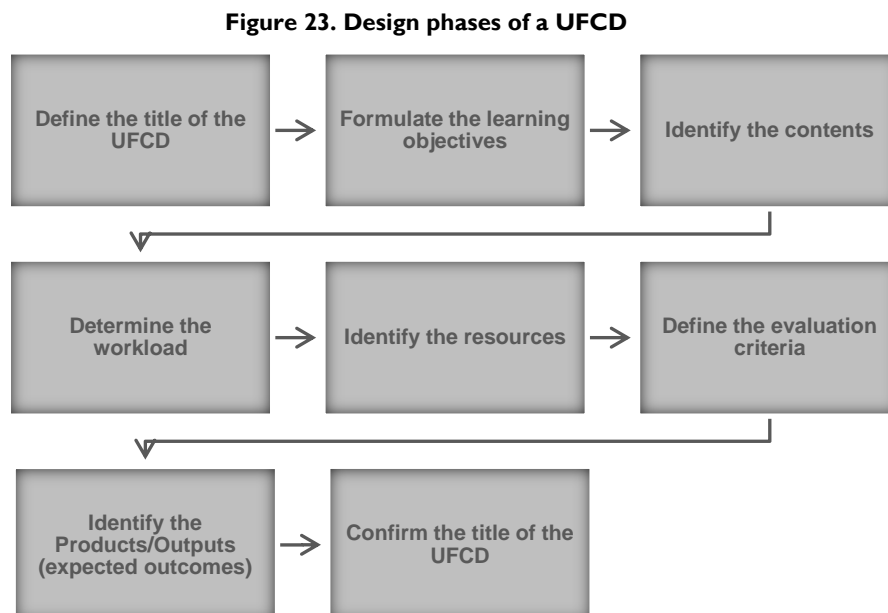 Figure 23. Design phases of a UFCD
Define the title of the
UFCD
Formulate the learning
objectives
Identify the contents
Determine the
workload
Identify the resources
Define the evaluation
criteria
Identify the
Products/Outputs
(expected outcomes)
Confirm the title of the
UFCD